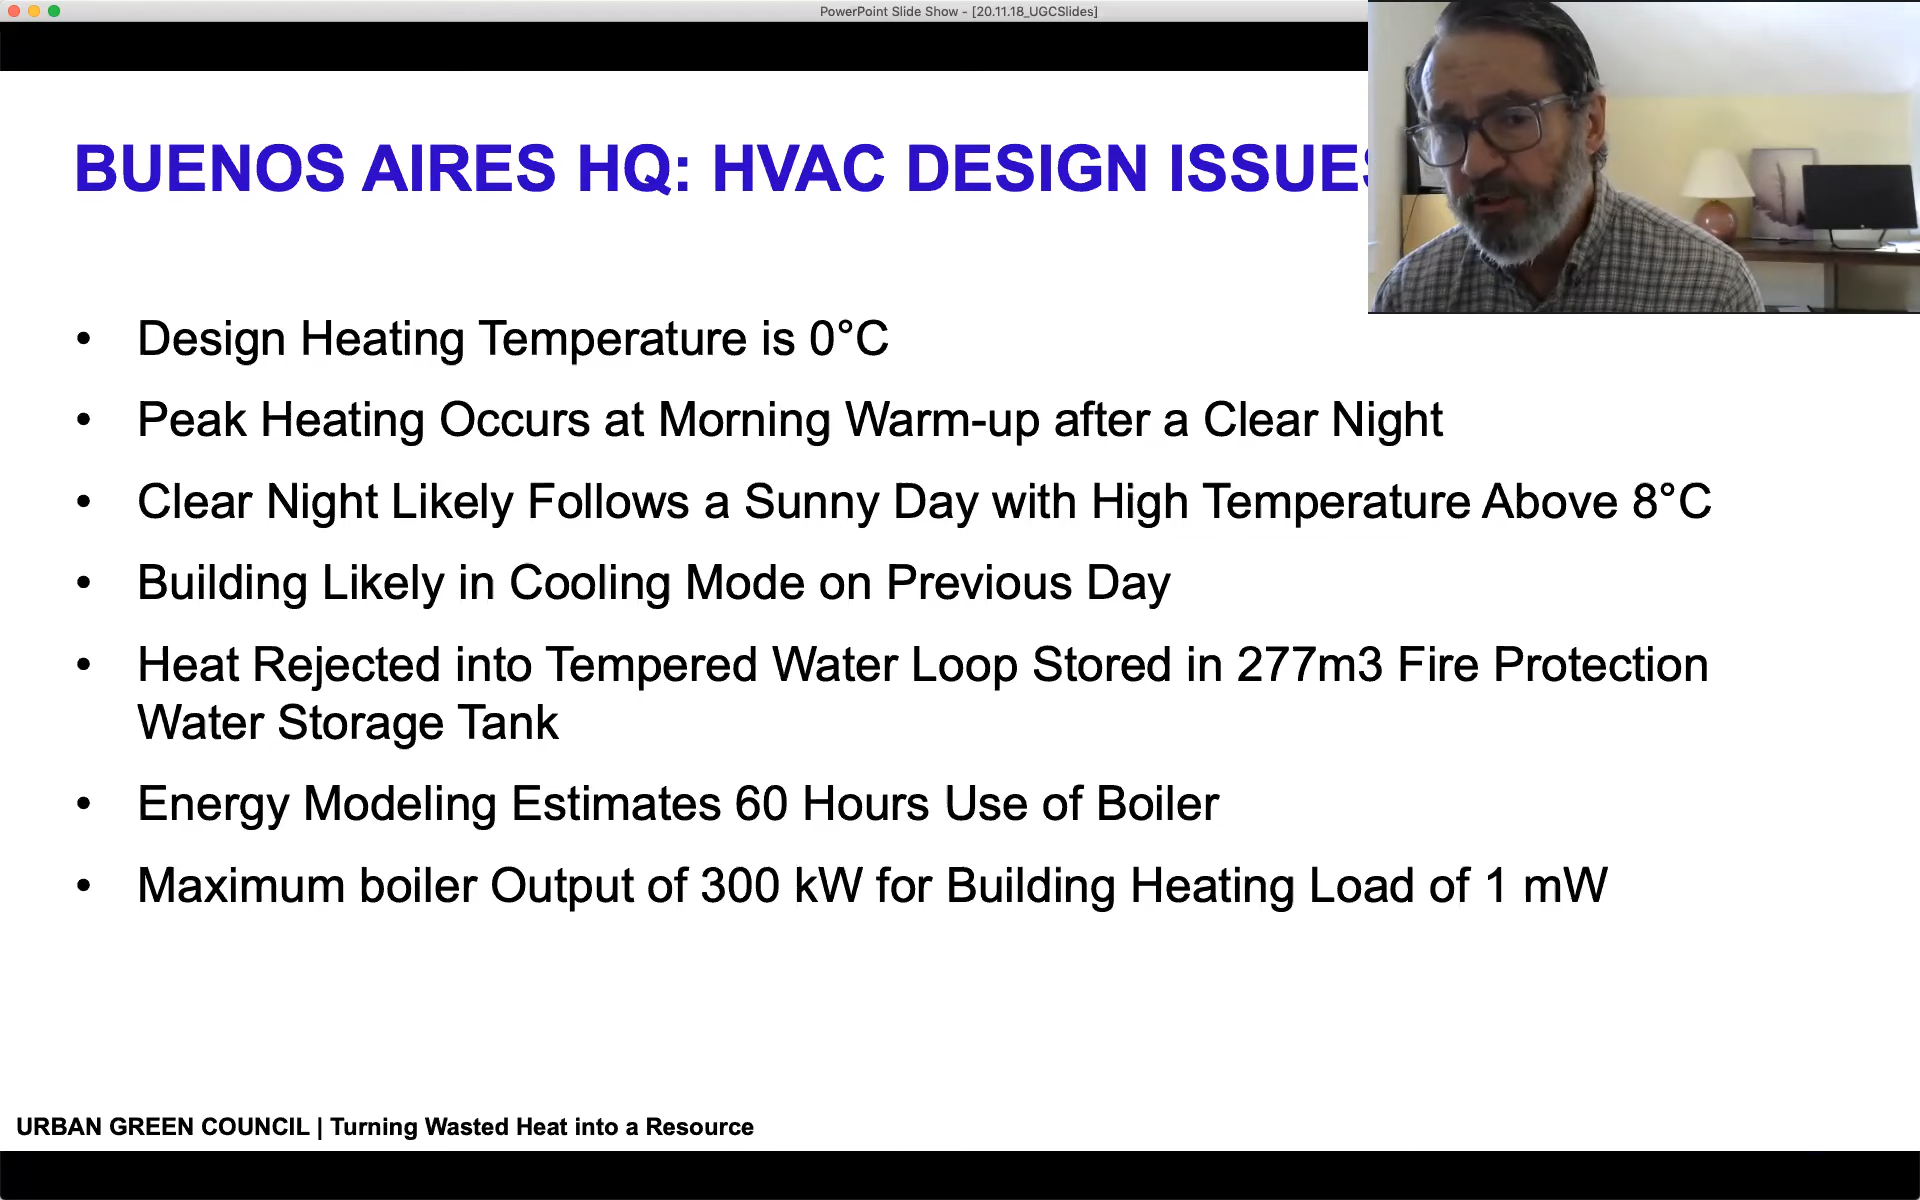 PowerPoint Slide Show - [20.11.18_UGCSlides]
BUENOS AIRES HQ: HVAC DESIGN ISSUES
• Design Heating Temperature is 0°C
• Peak Heating Occurs at Morning Warm-up after a Clear Night
• Clear Night Likely Follows a Sunny Day with High Temperature Above 8°C
• Building Likely in Cooling Mode on Previous Day
• Heat Rejected into Tempered Water Loop Stored in 277m3 Fire Protection
Water Storage Tank
• Energy Modeling Estimates 60 Hours Use of Boiler
• Maximum boiler Output of 300 kW for Building Heating Load of 1 mW
URBAN GREEN COUNCIL | Turning Wasted Heat into a Resource